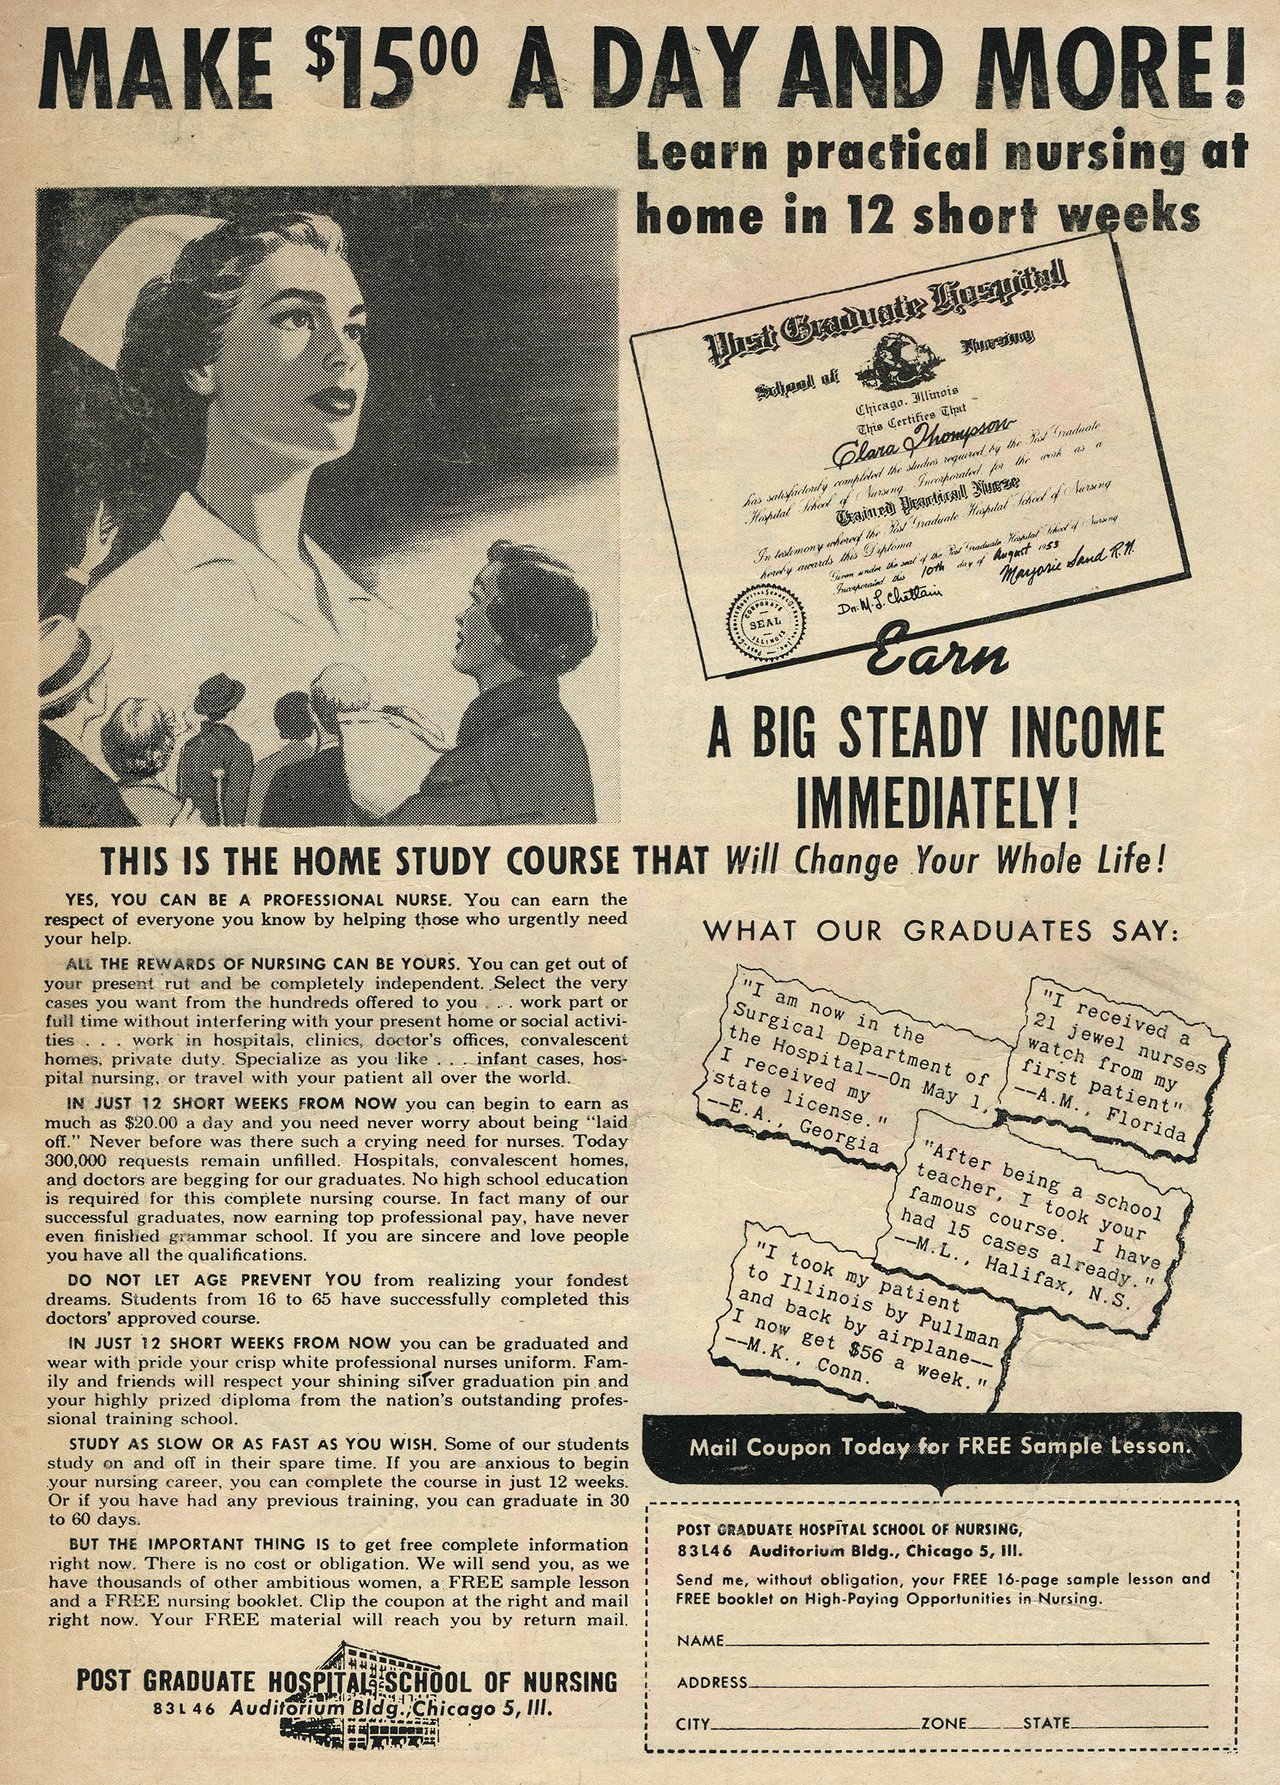 MAKE $15.00 A DAY AND MORE!
Learn practical nursing at
home in 12 short weeks
Post Graduate Hospital
School of Nursing
Chicago, Illinois
This Certifies That
Clara Thompson
has satisfactorily completed the studies required by the Post Graduate
Hospital School of Nursing, Incorporated, for the work as a
Trained Practical Nurse
In testimony whereof the Post Graduate Hospital School of Nursing
hereby awards this Diploma.
Given under the seal of the Post Graduate Hospital School of Nursing
Incorporated this 10th day of August 1953
Dr. M. S. Chettain
Marjorie Sand R.N.
CORPORATE
SEAL
ILLINOIS
Earn
A BIG STEADY INCOME
IMMEDIATELY!
THIS IS THE HOME STUDY COURSE THAT Will Change Your Whole Life!
YES, YOU CAN BE A PROFESSIONAL NURSE. You can earn the
respect of everyone you know by helping those who urgently need
your help.
ALL THE REWARDS OF NURSING CAN BE YOURS. You can get out of
your present rut and be completely independent. Select the very
cases you want from the hundreds offered to you . . . work part or
full time without interfering with your present home or social activi-
ties . . . work in hospitals, clinics, doctor's offices, convalescent
homes, private duty. Specialize as you like . . . infant cases, hos-
pital nursing, or travel with your patient all over the world.
IN JUST 12 SHORT WEEKS FROM NOW you can begin to earn as
much as $20.00 a day and you need never worry about being "laid
off." Never before was there such a crying need for nurses. Today
300,000 requests remain unfilled. Hospitals, convalescent homes,
and doctors are begging for our graduates. No high school education
is required for this complete nursing course. In fact many of our
successful graduates, now earning top professional pay, have never
even finished grammar school. If you are sincere and love people
you have all the qualifications.
DO NOT LET AGE PREVENT YOU from realizing your fondest
dreams. Students from 16 to 65 have successfully completed this
doctors' approved course.
IN JUST 12 SHORT WEEKS FROM NOW you can be graduated and
wear with pride your crisp white professional nurses uniform. Fam-
ily and friends will respect your shining silver graduation pin and
your highly prized diploma from the nation's outstanding profes-
sional training school.
STUDY AS SLOW OR AS FAST AS YOU WISH. Some of our students
study on and off in their spare time. If you are anxious to begin
your nursing career, you can complete the course in just 12 weeks.
Or if you have had any previous training, you can graduate in 30
to 60 days.
BUT THE IMPORTANT THING IS to get free complete information
right now. There is no cost or obligation. We will send you, as we
have thousands of other ambitious women, a FREE sample lesson
and a FREE nursing booklet. Clip the coupon at the right and mail
right now. Your FREE material will reach you by return mail.
POST GRADUATE HOSPITAL SCHOOL OF NURSING
83L46 Auditorium Bldg., Chicago 5, Ill.
WHAT OUR GRADUATES SAY:
"I am now in the
Surgical Department of
the Hospital--On May 1,
I received my
state license."
--E.A., Georgia
"I received a
21 jewel nurses
watch from my
first patient"
--A.M., Florida
"After being a school
teacher, I took your
famous course. I have
had 15 cases already."
--M.L., Halifax, N.S.
"I took my patient
to Illinois by Pullman
and back by airplane--
I now get $56 a week."
--M.K., Conn.
Mail Coupon Today for FREE Sample Lesson.
POST GRADUATE HOSPITAL SCHOOL OF NURSING,
83L46 Auditorium Bldg., Chicago 5, Ill.
Send me, without obligation, your FREE 16-page sample lesson and
FREE booklet on High-Paying Opportunities in Nursing.
NAME
ADDRESS
CITY ZONE STATE